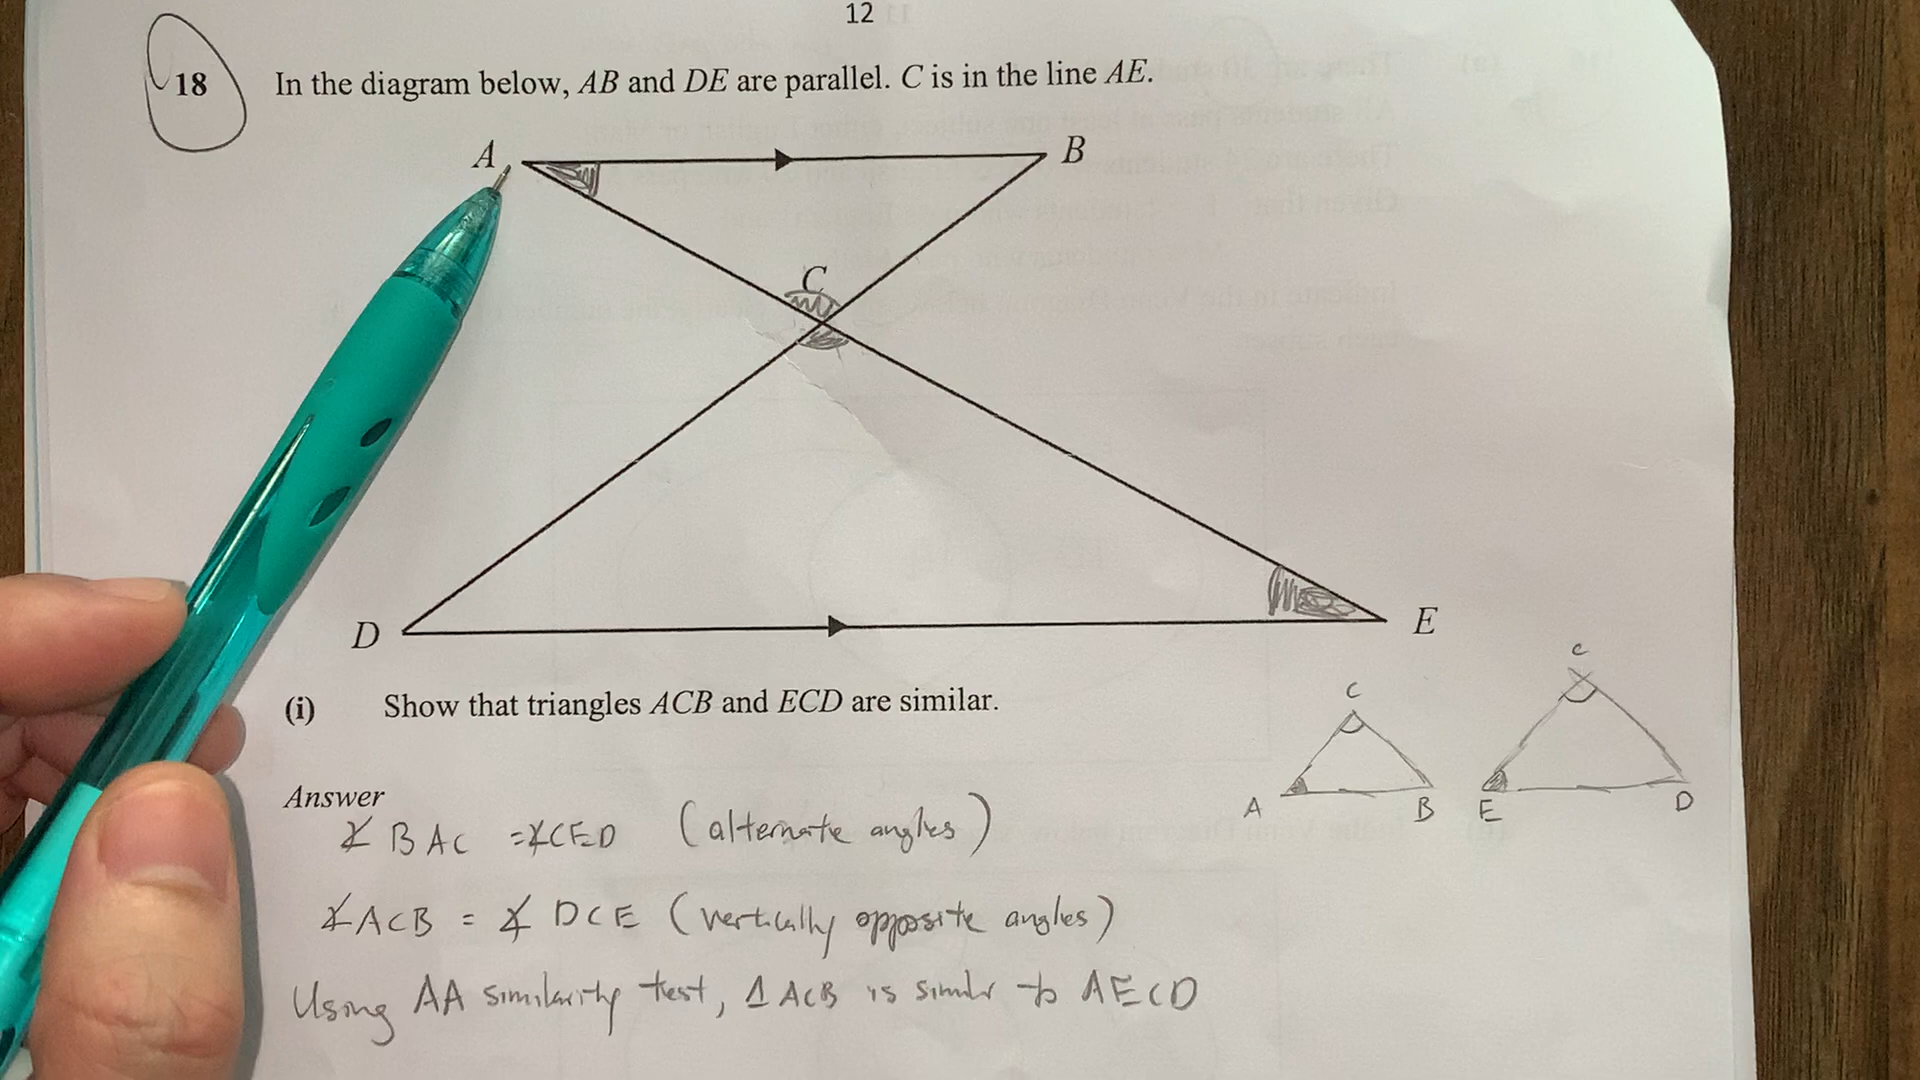 12
18 In the diagram below, AB and DE are parallel. C is in the line AE.
A
B
C
D
E
(i) Show that triangles ACB and ECD are similar.
C
C
A
B
E
D
Answer
∡ BAC = ∡CED (alternate angles)
∡ACB = ∡ DCE (vertically opposite angles)
Using AA similarity test, Δ ACB is similar to ΔECD